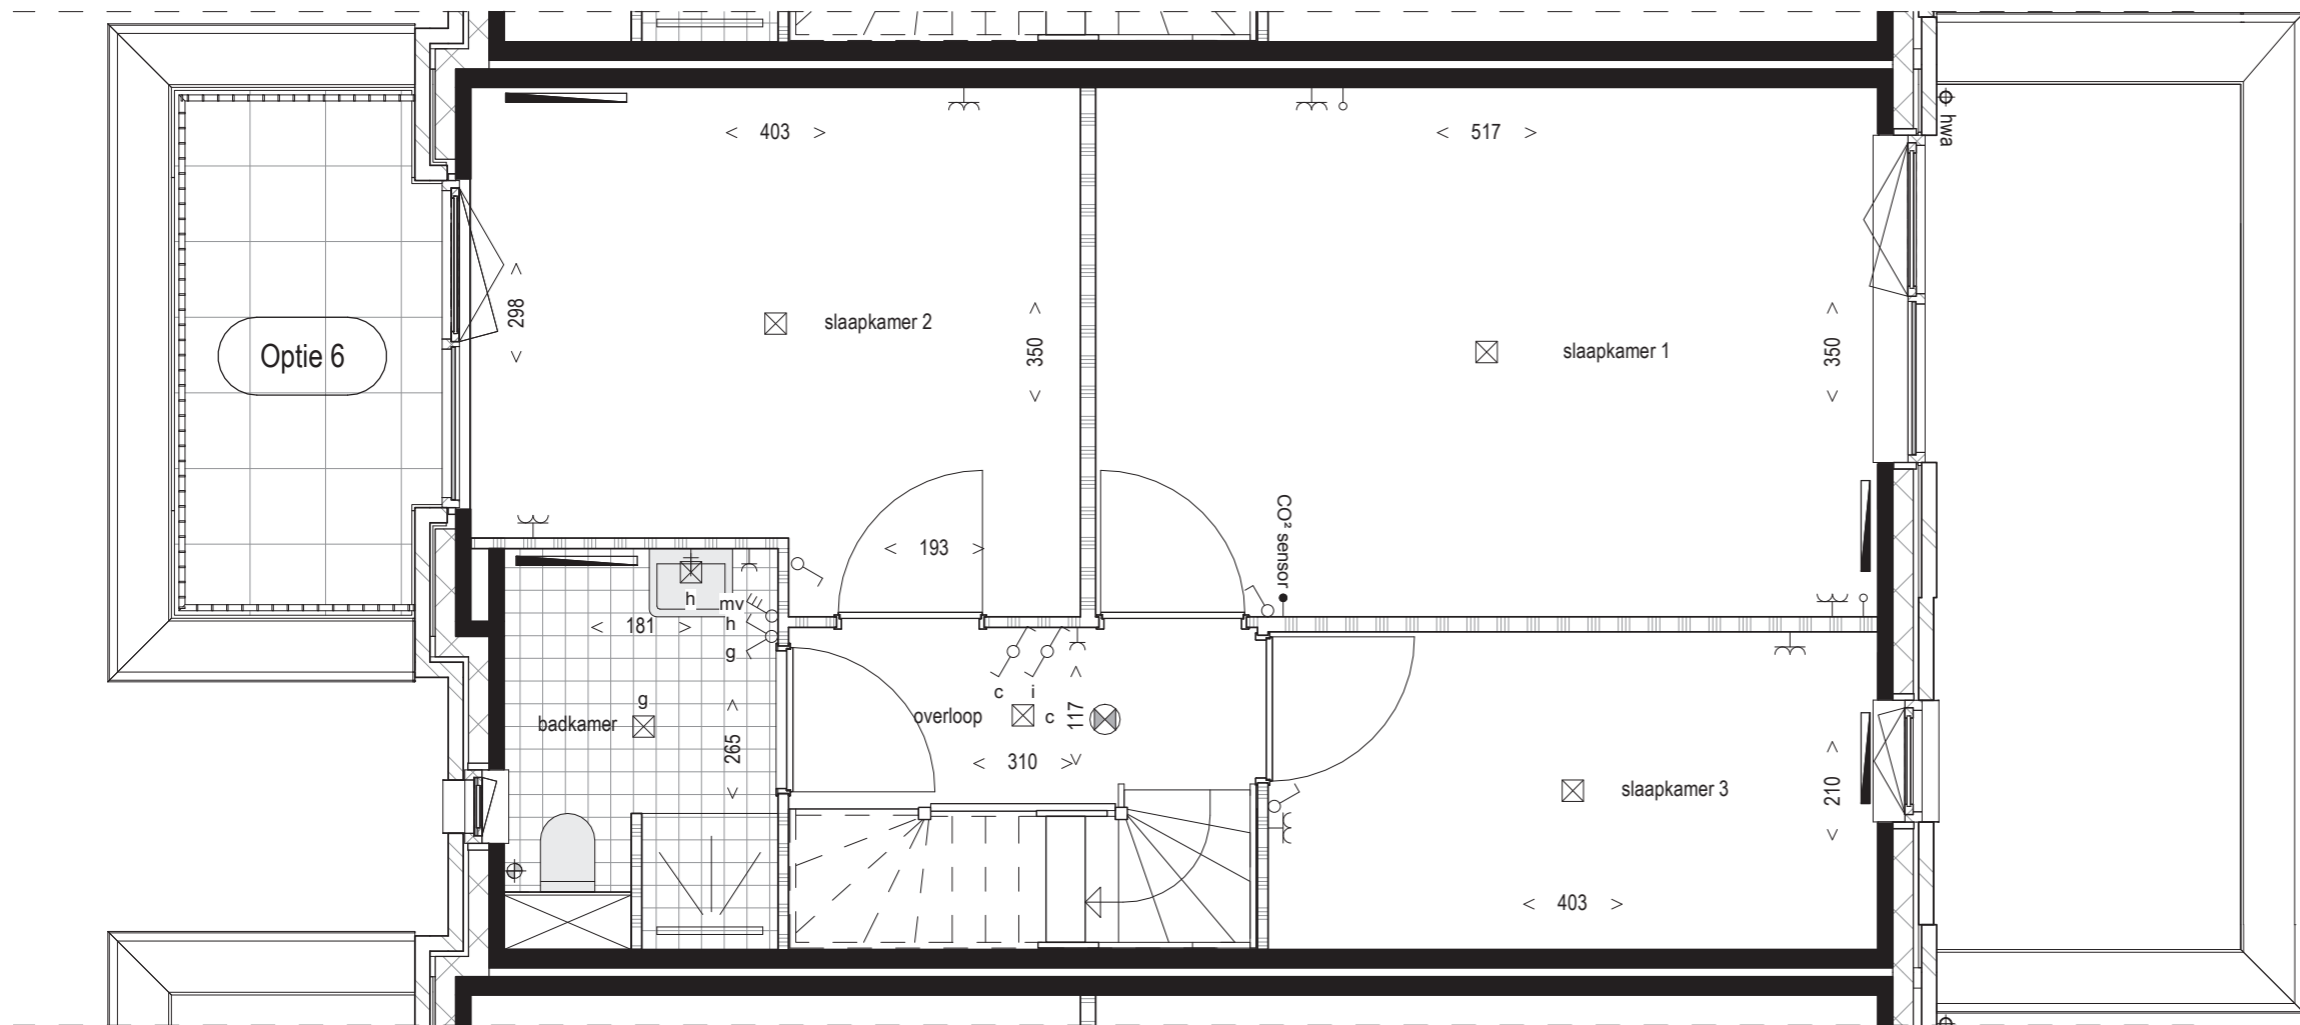 < 403 >
< 517 >
hwa
< 298 >
slaapkamer 2
< 350 >
slaapkamer 1
< 350 >
Optie 6
CO² sensor
< 193 >
h
mv
< 181 >
h
g
c
i
g
badkamer
< 265 >
overloop
c
< 117 >
< 310 >
slaapkamer 3
< 210 >
< 403 >